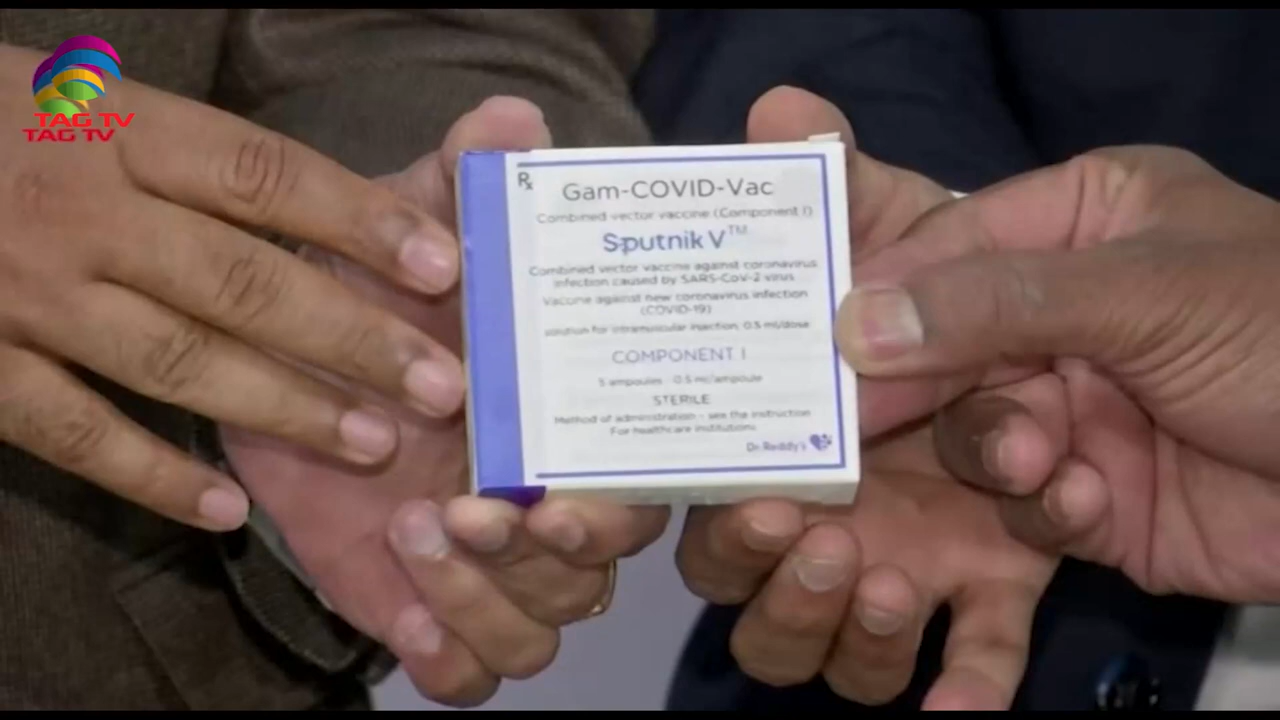 TAG TV
TAG TV
Rx
Gam-COVID-Vac
Combined vector vaccine (Component I)
Sputnik V™
Combined vector vaccine against coronavirus
infection caused by SARS-CoV-2 virus
Vaccine against new coronavirus infection
(COVID-19)
solution for intramuscular injection, 0.5 ml/dose
COMPONENT I
5 ampoules 0.5 ml/ampoule
STERILE
Method of administration – see the instruction
For healthcare institutions
Dr.Reddy's